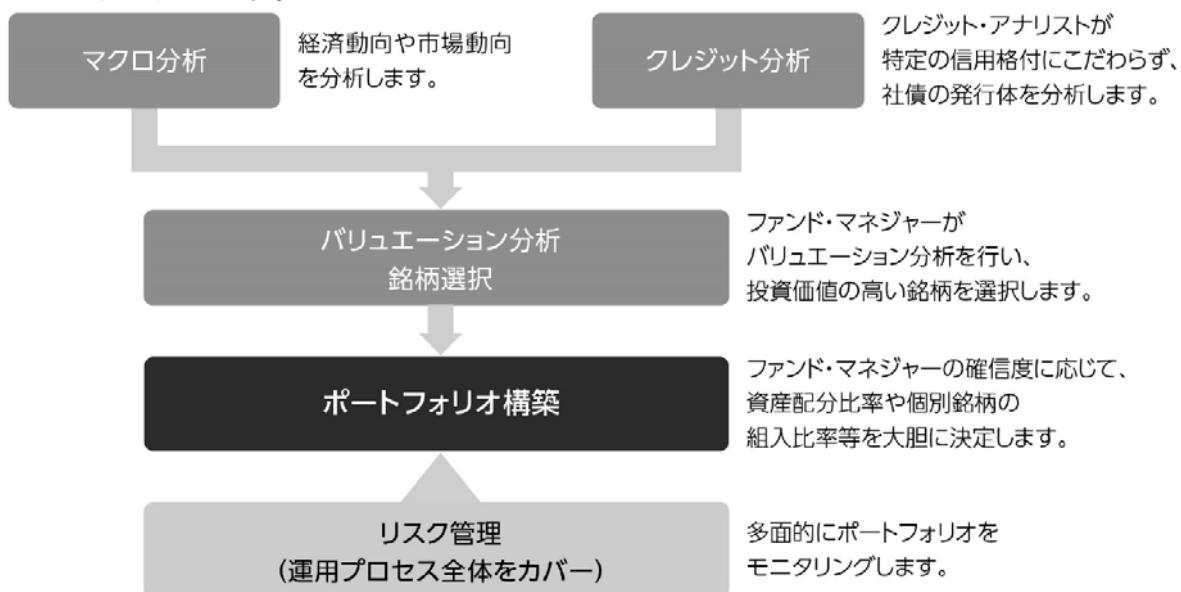 マクロ分析
経済動向や市場動向
を分析します。
クレジット分析
クレジット・アナリストが
特定の信用格付にこだわらず、
社債の発行体を分析します。
バリュエーション分析
銘柄選択
ファンド・マネジャーが
バリュエーション分析を行い、
投資価値の高い銘柄を選択します。
ポートフォリオ構築
ファンド・マネジャーの確信度に応じて、
資産配分比率や個別銘柄の
組入比率等を大胆に決定します。
リスク管理
(運用プロセス全体をカバー)
多面的にポートフォリオを
モニタリングします。